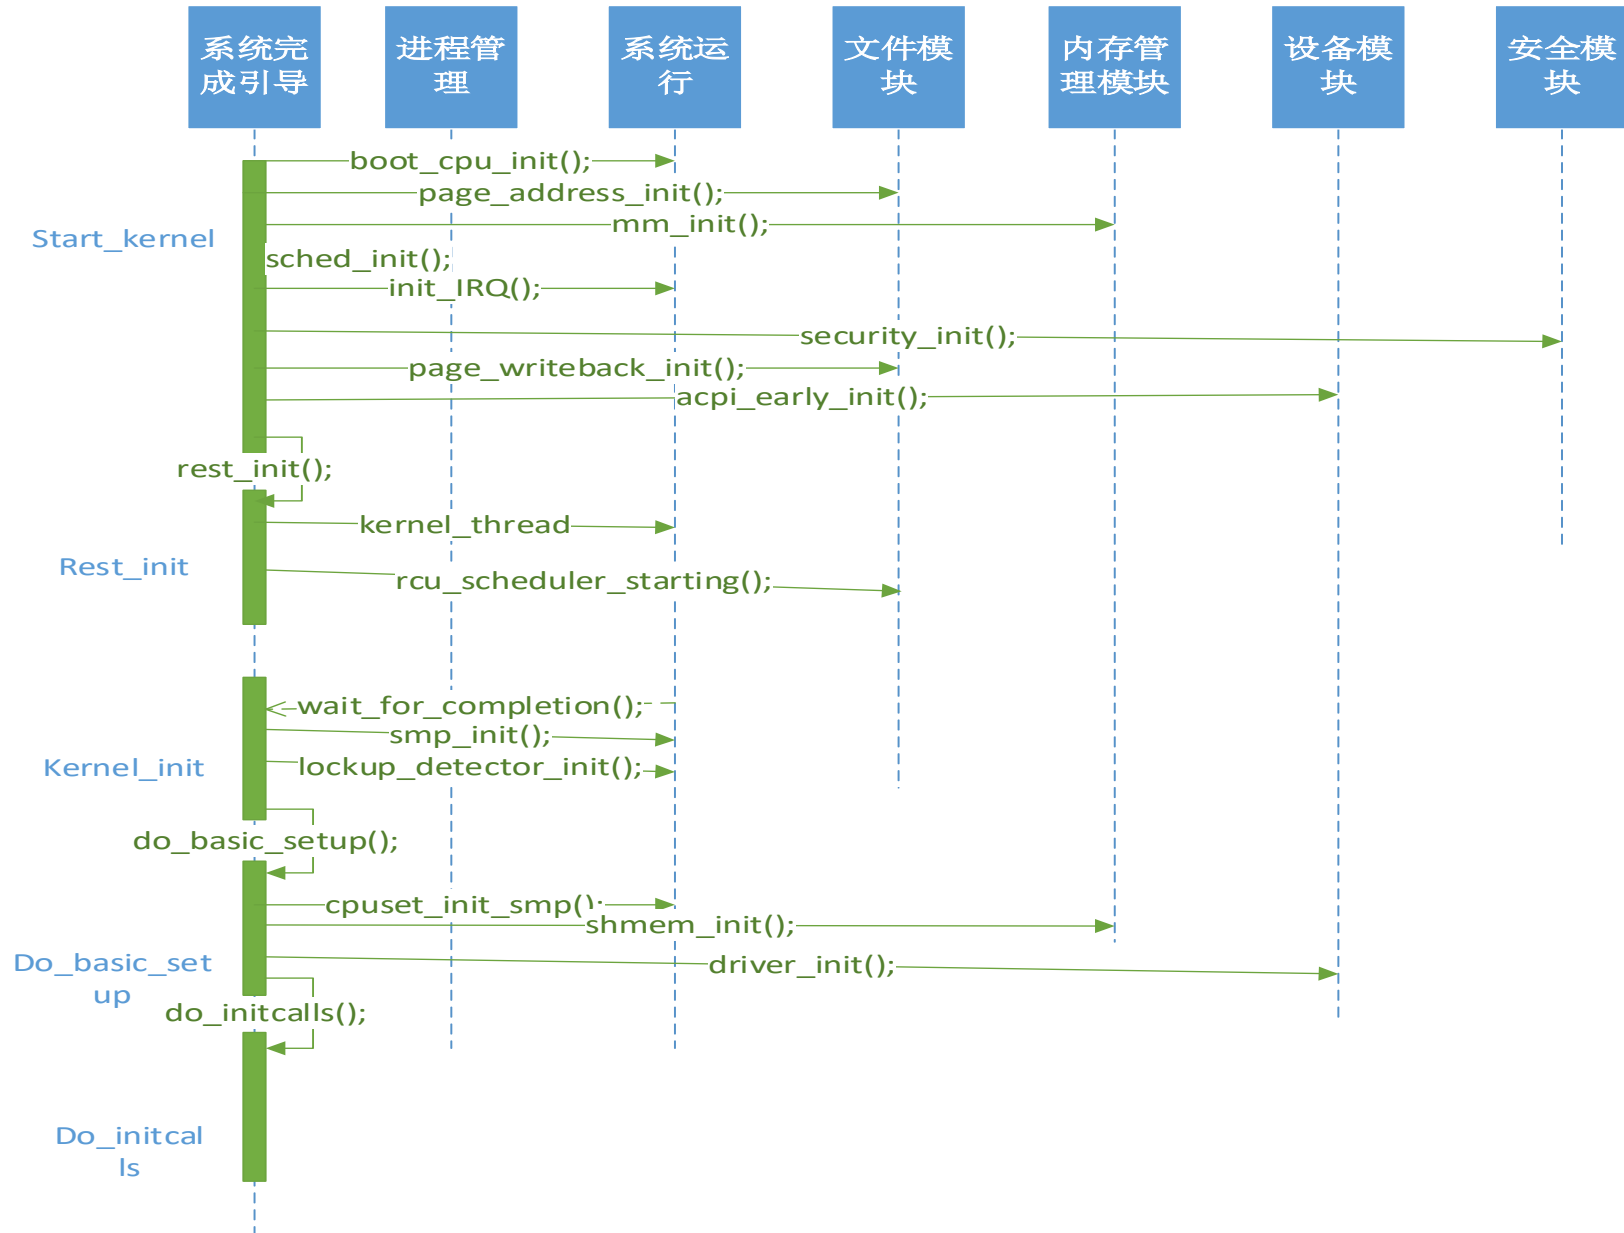 系统完
成引导
进程管
理
系统运
行
文件模
块
内存管
理模块
设备模
块
安全模
块
boot_cpu_init();
page_address_init();
mm_init();
Start_kernel
sched_init();
init_IRQ();
security_init();
page_writeback_init();
acpi_early_init();
rest_init();
kernel_thread
Rest_init
rcu_scheduler_starting();
wait_for_completion();
smp_init();
Kernel_init
lockup_detector_init();
do_basic_setup();
cpuset_init_smp();
shmem_init();
Do_basic_set
up
driver_init();
do_initcalls();
Do_initcal
ls